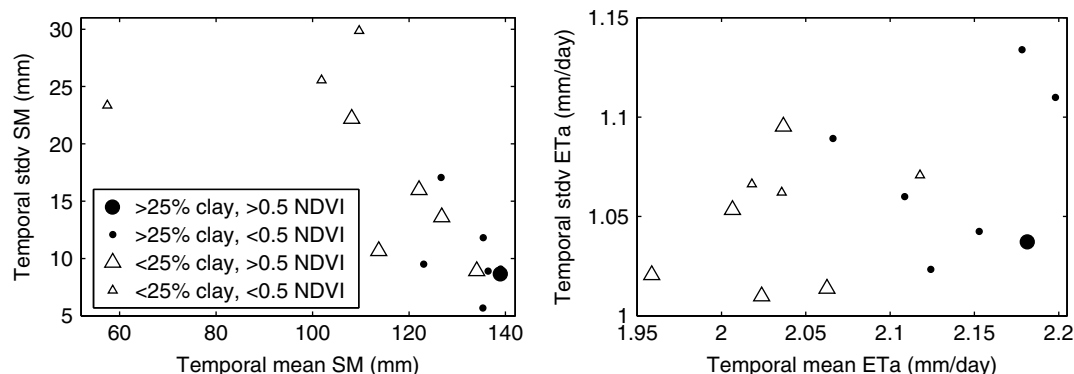 Temporal stdv SM (mm)
30
25
20
15
10
5
>25% clay, >0.5 NDVI
>25% clay, <0.5 NDVI
<25% clay, >0.5 NDVI
<25% clay, <0.5 NDVI
60
80
100
120
140
Temporal mean SM (mm)
Temporal stdv ETa (mm/day)
1.15
1.1
1.05
1
1.95
2
2.05
2.1
2.15
2.2
Temporal mean ETa (mm/day)